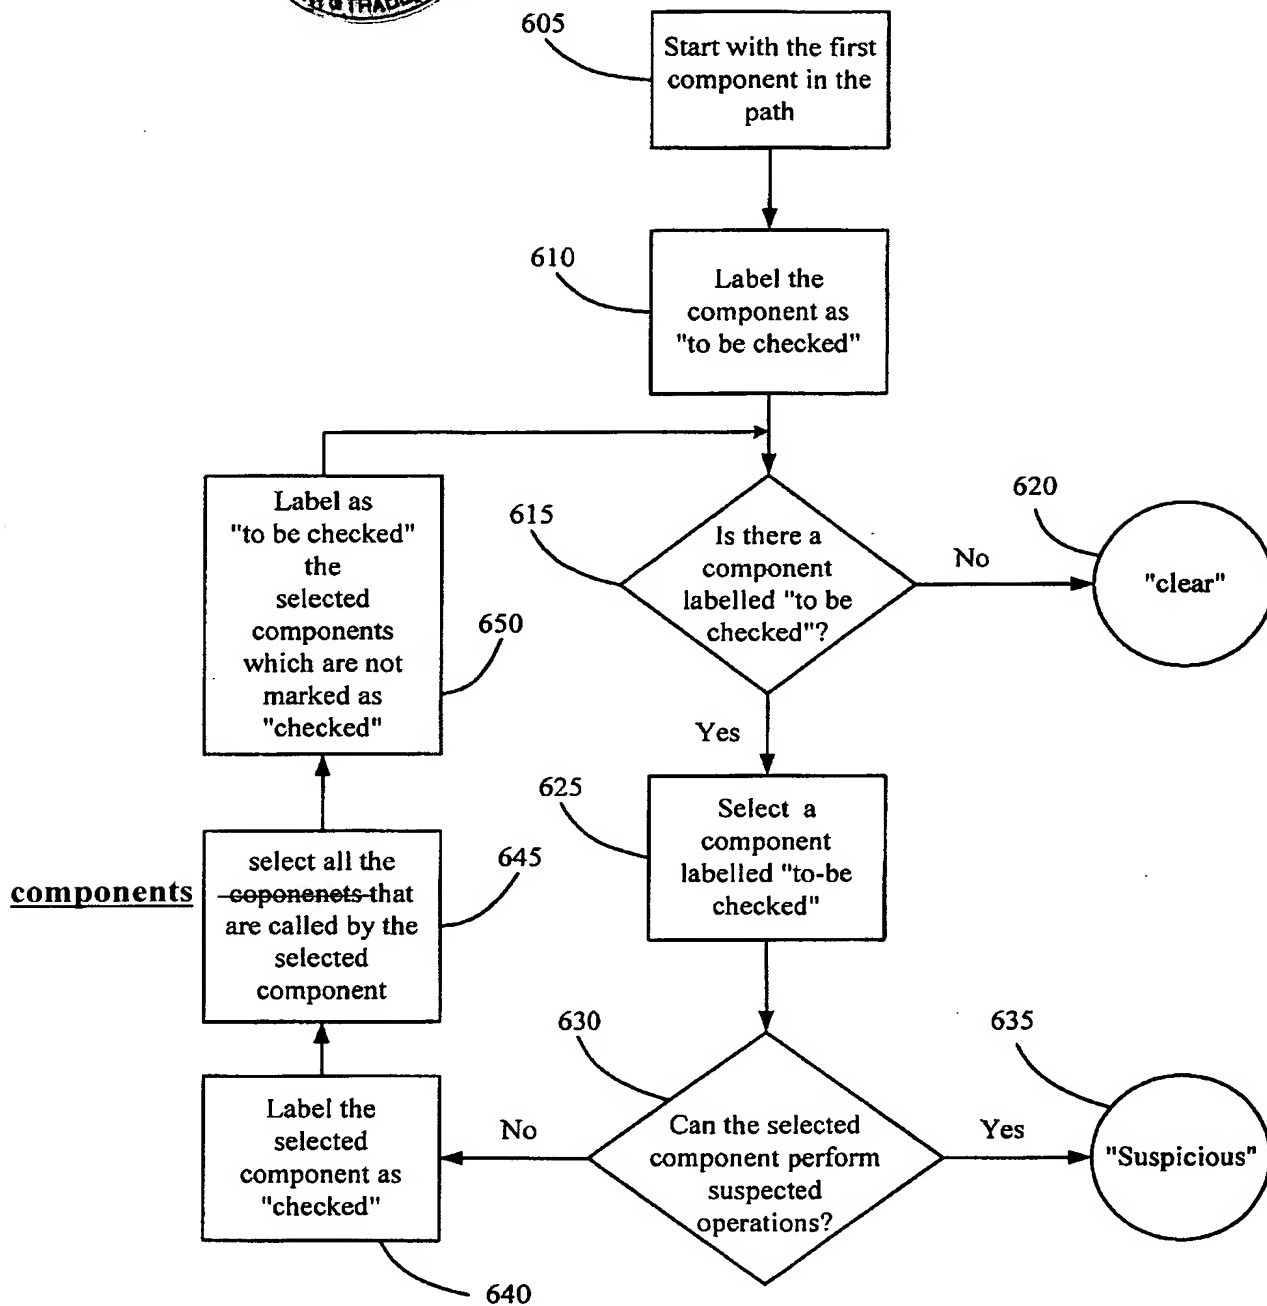 605
Start with the first
component in the
path
610
Label the
component as
"to be checked"
615
Is there a
component
labelled "to be
checked"?
No
620
"clear"
Yes
625
Select a
component
labelled "to-be
checked"
630
Can the selected
component perform
suspected
operations?
Yes
635
"Suspicious"
No
Label the
selected
component as
"checked"
640
components
select all the
coponenets that
are called by the
selected
component
645
Label as
"to be checked"
the
selected
components
which are not
marked as
"checked"
650